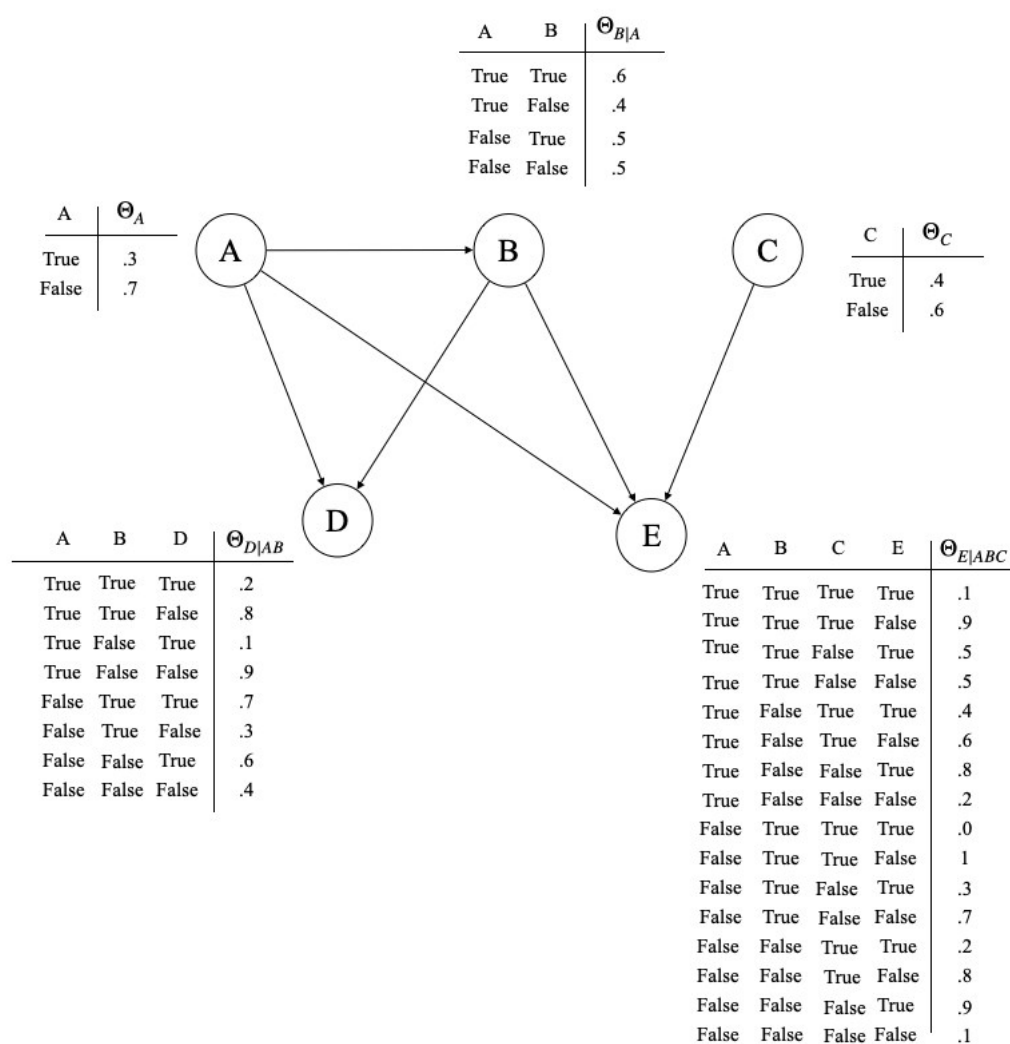 A B Θ_{B|A}
True True .6
True False .4
False True .5
False False .5
A Θ_A
True .3
False .7
A
B
C
C Θ_C
True .4
False .6
D
E
A B D Θ_{D|AB}
True True True .2
True True False .8
True False True .1
True False False .9
False True True .7
False True False .3
False False True .6
False False False .4
A B C E Θ_{E|ABC}
True True True True .1
True True True False .9
True True False True .5
True True False False .5
True False True True .4
True False True False .6
True False False True .8
True False False False .2
False True True True .0
False True True False 1
False True False True .3
False True False False .7
False False True True .2
False False True False .8
False False False True .9
False False False False .1